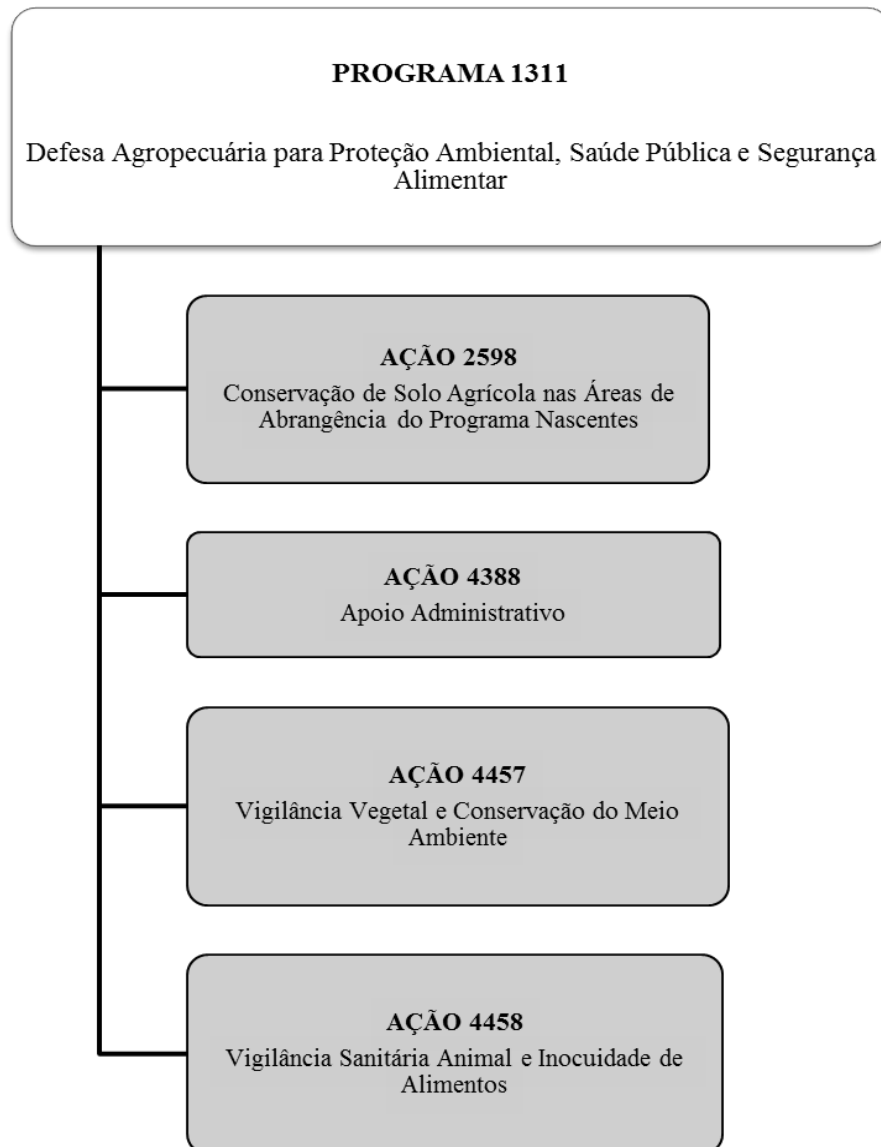 PROGRAMA 1311
Defesa Agropecuária para Proteção Ambiental, Saúde Pública e Segurança
Alimentar
AÇÃO 2598
Conservação de Solo Agrícola nas Áreas de
Abrangência do Programa Nascentes
AÇÃO 4388
Apoio Administrativo
AÇÃO 4457
Vigilância Vegetal e Conservação do Meio
Ambiente
AÇÃO 4458
Vigilância Sanitária Animal e Inocuidade de
Alimentos